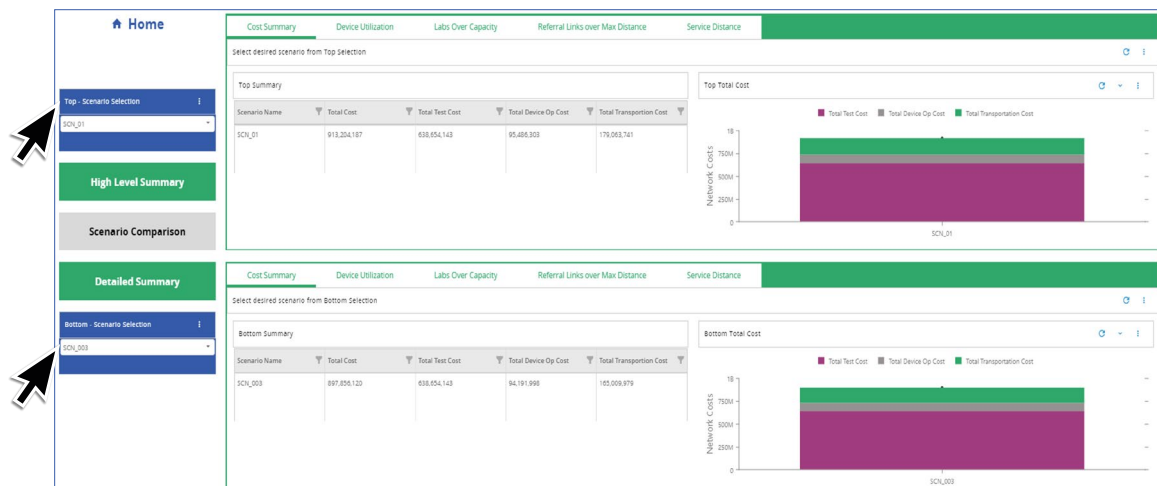 Home
Cost Summary Device Utilization Labs Over Capacity Referral Links over Max Distance Service Distance
Select desired scenario from Top Selection
Top - Scenario Selection
SCN_01
High Level Summary
Scenario Comparison
Detailed Summary
Top Summary
Scenario Name Total Cost Total Test Cost Total Device Op Cost Total Transportion Cost
SCN_01 913,204,187 638,654,143 95,486,303 179,063,741
Top Total Cost
Total Test Cost Total Device Op Cost Total Transportation Cost
Network Costs
1B
750M
500M
250M
0
SCN_01
Bottom - Scenario Selection
SCN_003
Cost Summary Device Utilization Labs Over Capacity Referral Links over Max Distance Service Distance
Select desired scenario from Bottom Selection
Bottom Summary
Scenario Name Total Cost Total Test Cost Total Device Op Cost Total Transportion Cost
SCN_003 897,856,120 638,654,143 94,191,998 165,009,979
Bottom Total Cost
Total Test Cost Total Device Op Cost Total Transportation Cost
Network Costs
1B
750M
500M
250M
0
SCN_003